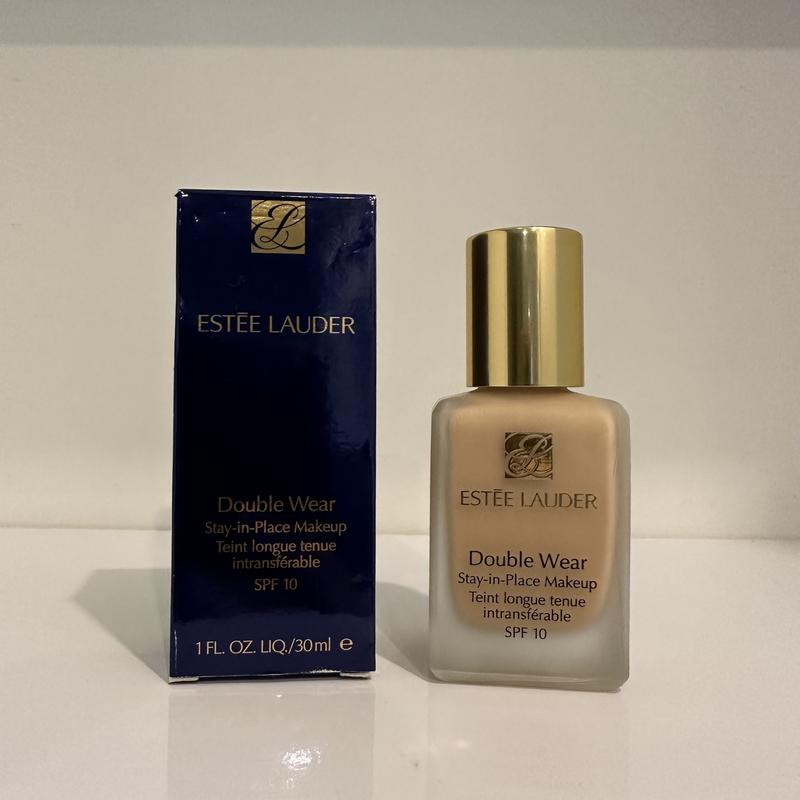 ESTĒE LAUDER
Double Wear
Stay-in-Place Makeup
Teint longue tenue
intransférable
SPF 10
1 FL. OZ. LIQ./30ml ℮
ESTĒE LAUDER
Double Wear
Stay-in-Place Makeup
Teint longue tenue
intransférable
SPF 10